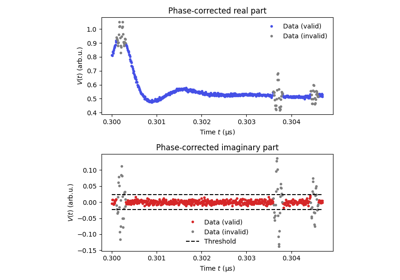 Phase-corrected real part
1.0
0.9
0.8
0.7
0.6
0.5
0.4
V(t) (arb.u.)
Data (valid)
Data (invalid)
0.300 0.301 0.302 0.303 0.304
Time t (μs)
Phase-corrected imaginary part
0.10
0.05
0.00
−0.05
−0.10
−0.15
V(t) (arb.u.)
Data (valid)
Data (invalid)
Threshold
0.300 0.301 0.302 0.303 0.304
Time t (μs)